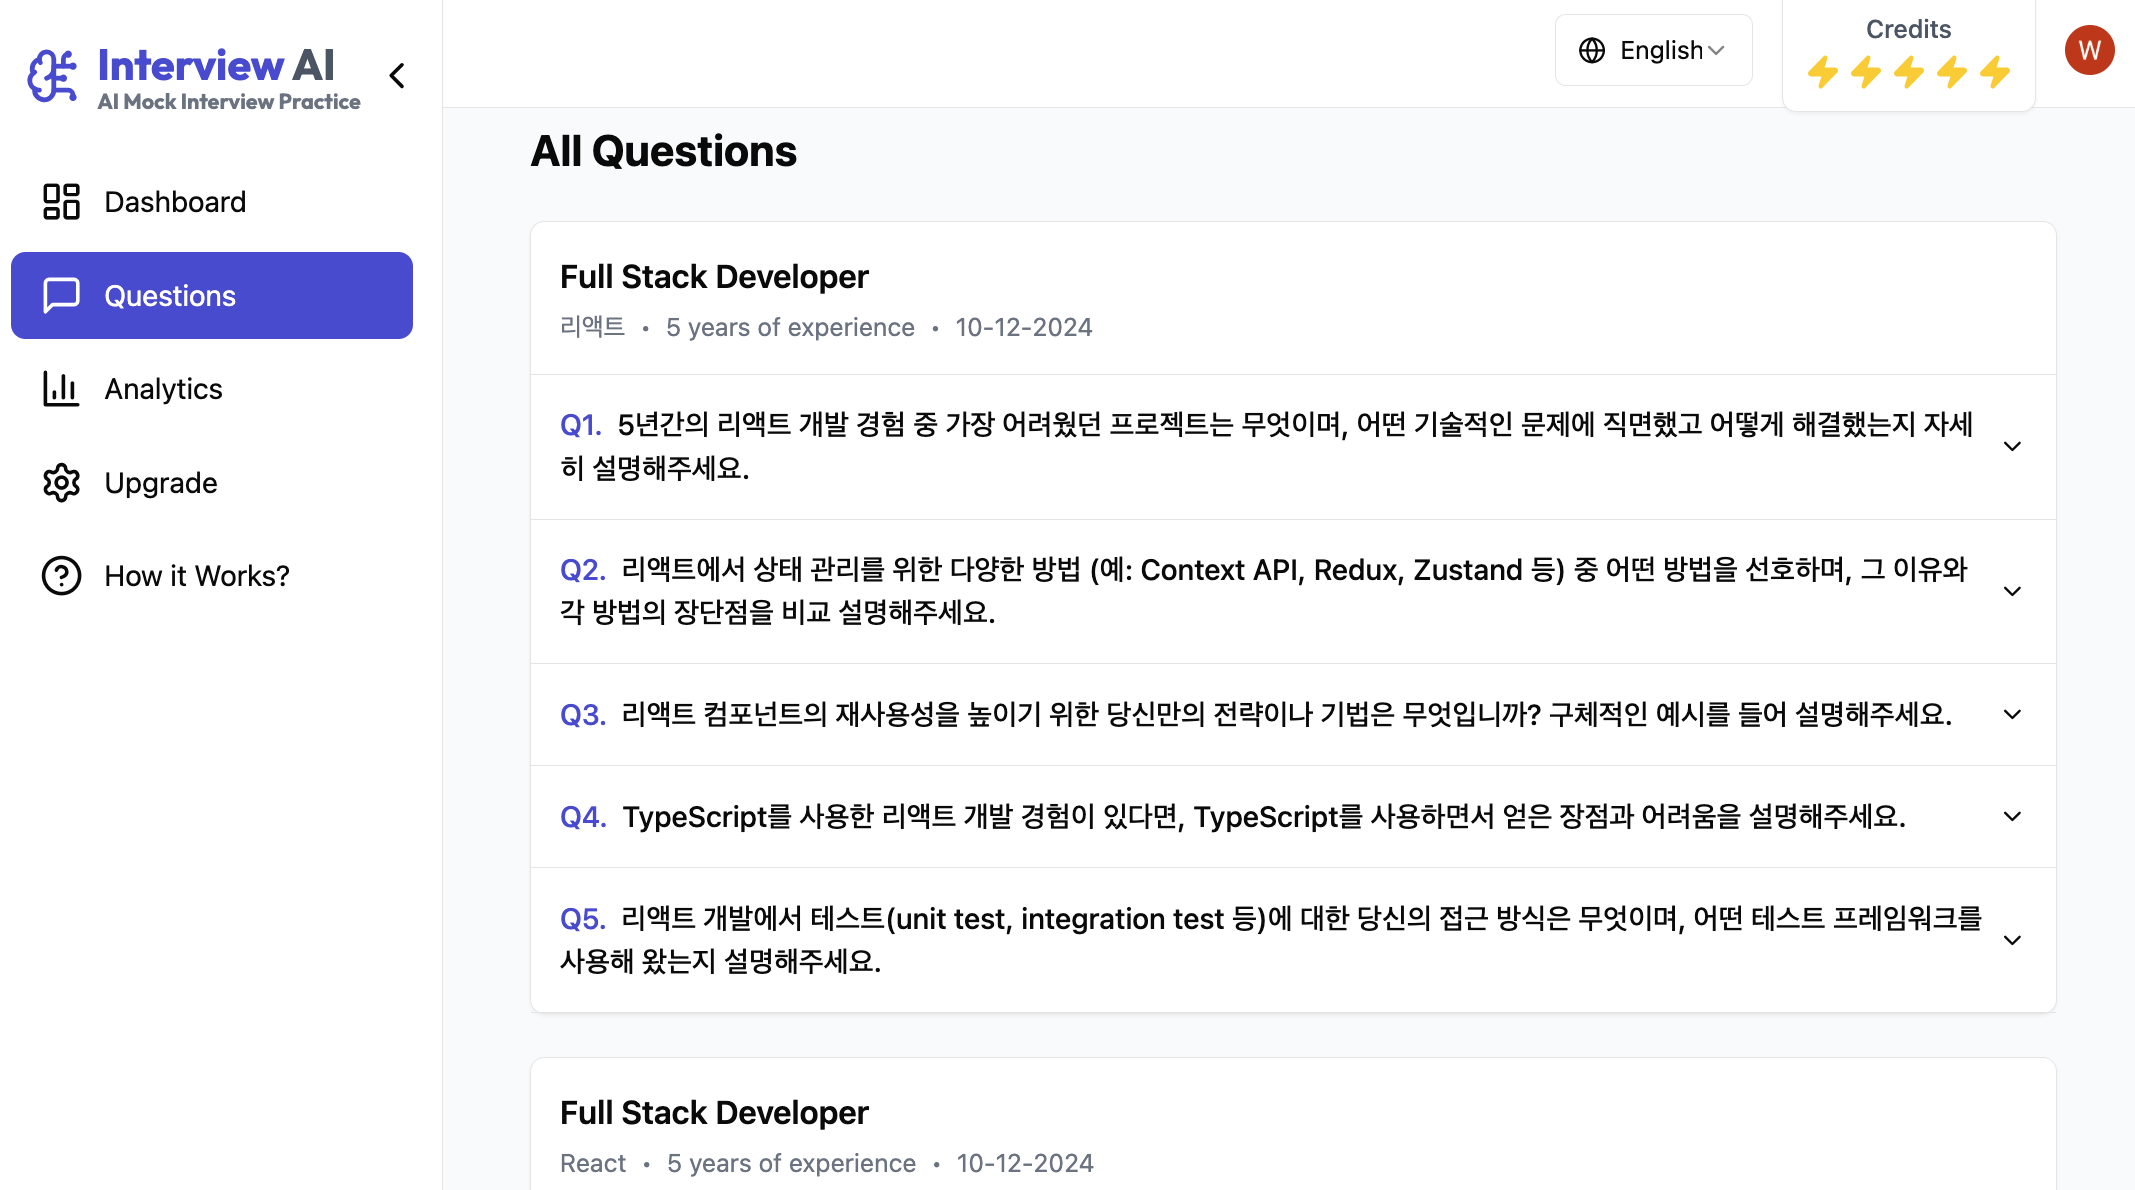 Interview AI
AI Mock Interview Practice
Dashboard
Questions
Analytics
Upgrade
How it Works?
English
Credits
W
All Questions
Full Stack Developer
리액트 • 5 years of experience • 10-12-2024
Q1. 5년간의 리액트 개발 경험 중 가장 어려웠던 프로젝트는 무엇이며, 어떤 기술적인 문제에 직면했고 어떻게 해결했는지 자세
히 설명해주세요.
Q2. 리액트에서 상태 관리를 위한 다양한 방법 (예: Context API, Redux, Zustand 등) 중 어떤 방법을 선호하며, 그 이유와
각 방법의 장단점을 비교 설명해주세요.
Q3. 리액트 컴포넌트의 재사용성을 높이기 위한 당신만의 전략이나 기법은 무엇입니까? 구체적인 예시를 들어 설명해주세요.
Q4. TypeScript를 사용한 리액트 개발 경험이 있다면, TypeScript를 사용하면서 얻은 장점과 어려움을 설명해주세요.
Q5. 리액트 개발에서 테스트(unit test, integration test 등)에 대한 당신의 접근 방식은 무엇이며, 어떤 테스트 프레임워크를
사용해 왔는지 설명해주세요.
Full Stack Developer
React • 5 years of experience • 10-12-2024